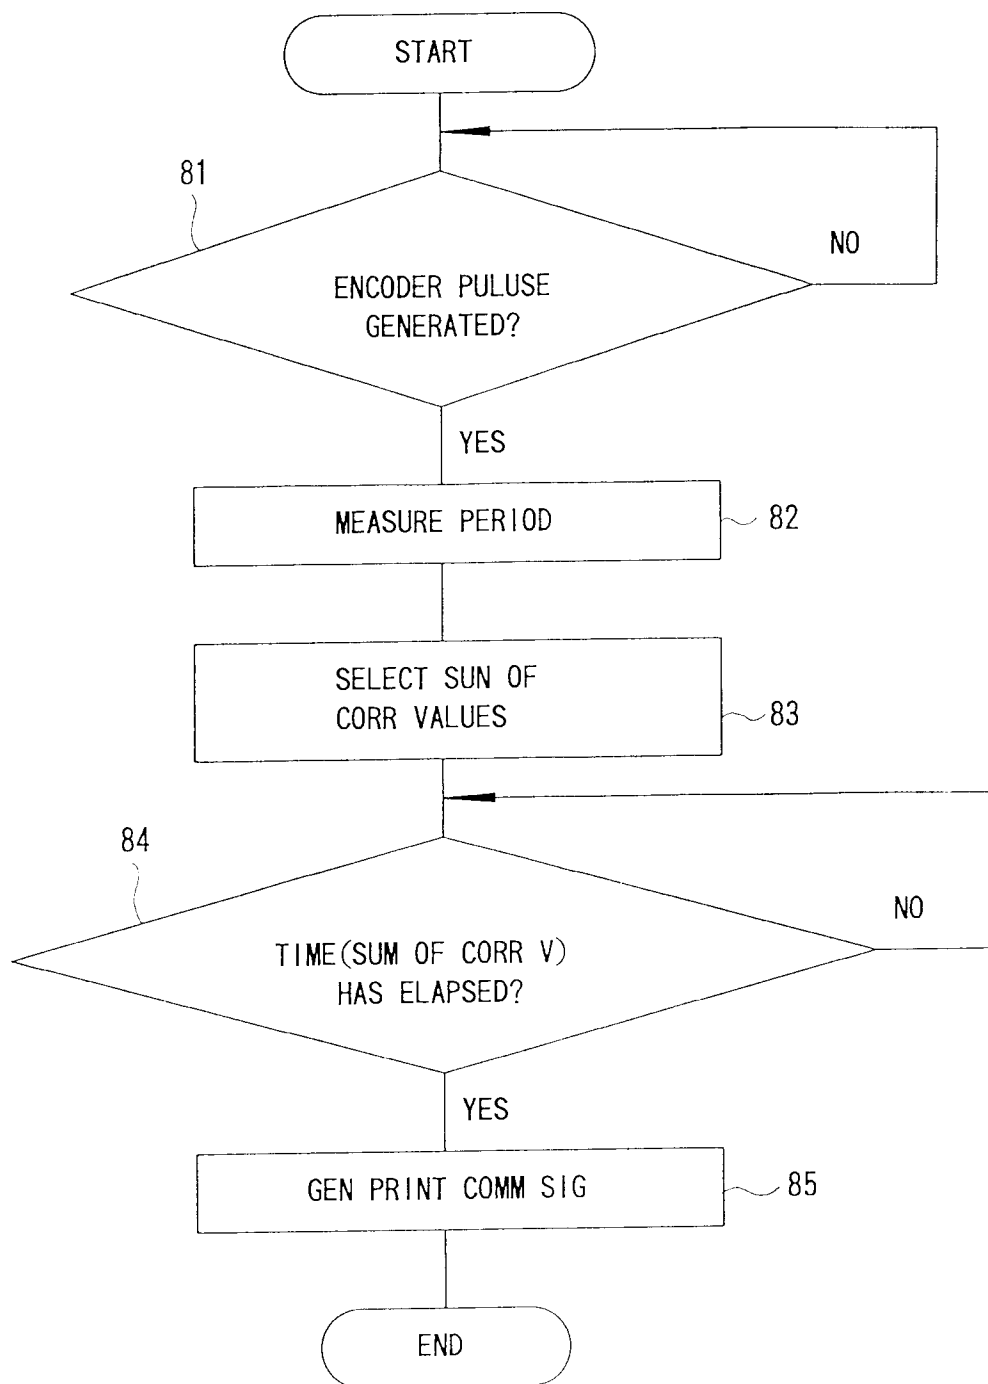 START
81
NO
ENCODER PULUSE
GENERATED?
YES
MEASURE PERIOD
82
SELECT SUN OF
CORR VALUES
83
84
NO
TIME(SUM OF CORR V)
HAS ELAPSED?
YES
GEN PRINT COMM SIG
85
END